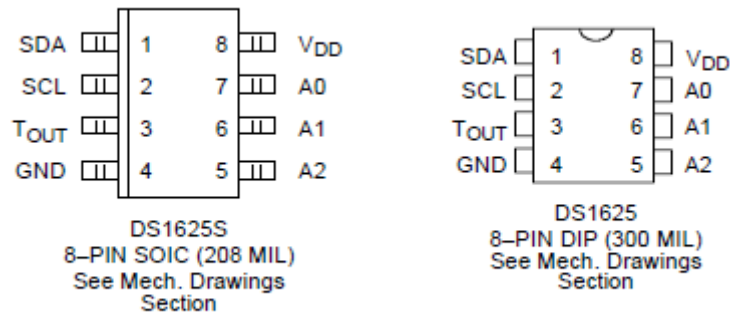 SDA 1 8 VDD
SCL 2 7 A0
TOUT 3 6 A1
GND 4 5 A2
DS1625S
8–PIN SOIC (208 MIL)
See Mech. Drawings
Section
SDA 1 8 VDD
SCL 2 7 A0
TOUT 3 6 A1
GND 4 5 A2
DS1625
8–PIN DIP (300 MIL)
See Mech. Drawings
Section